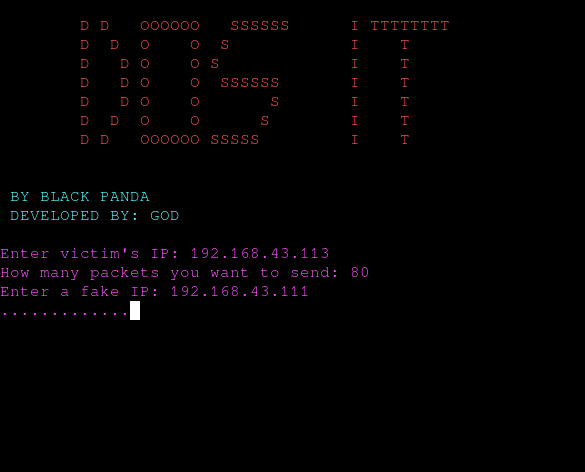 D D   OOOOOO   SSSSSS      I TTTTTTTT
D  D  O    O  S            I    T
D   D O    O S             I    T
D   D O    O  SSSSSS       I    T
D   D O    O       S       I    T
D  D  O    O      S        I    T
D D   OOOOOO SSSSS         I    T
BY BLACK PANDA
DEVELOPED BY: GOD
Enter victim's IP: 192.168.43.113
How many packets you want to send: 80
Enter a fake IP: 192.168.43.111
.............